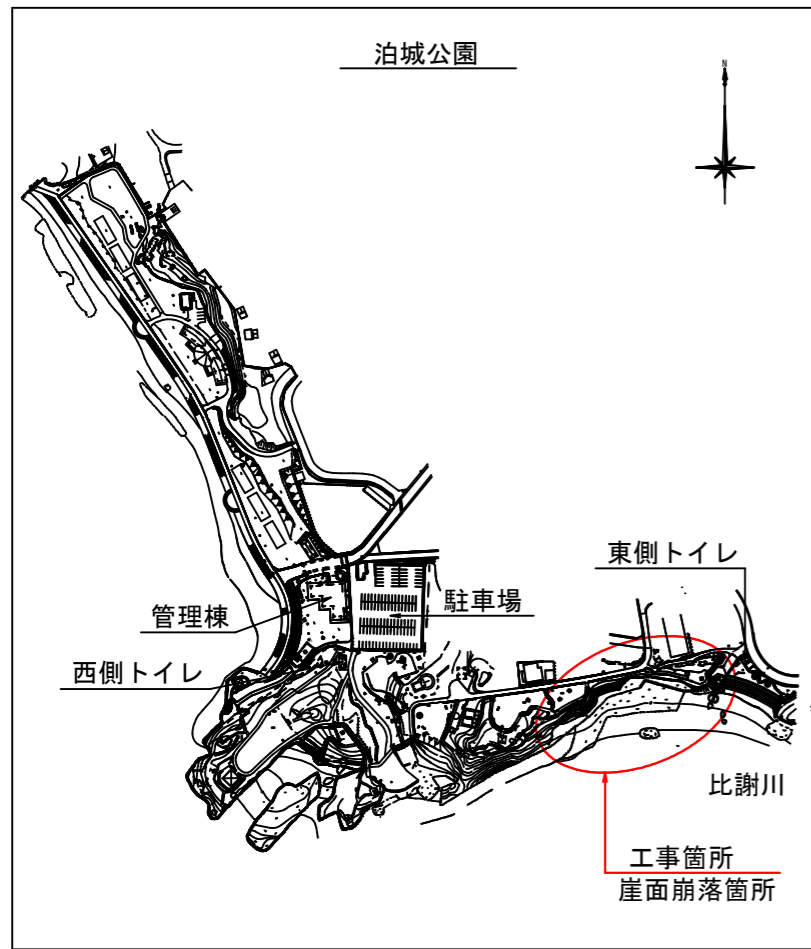 泊城公園
N
東側トイレ
管理棟
駐車場
西側トイレ
比謝川
工事箇所
崖面崩落箇所